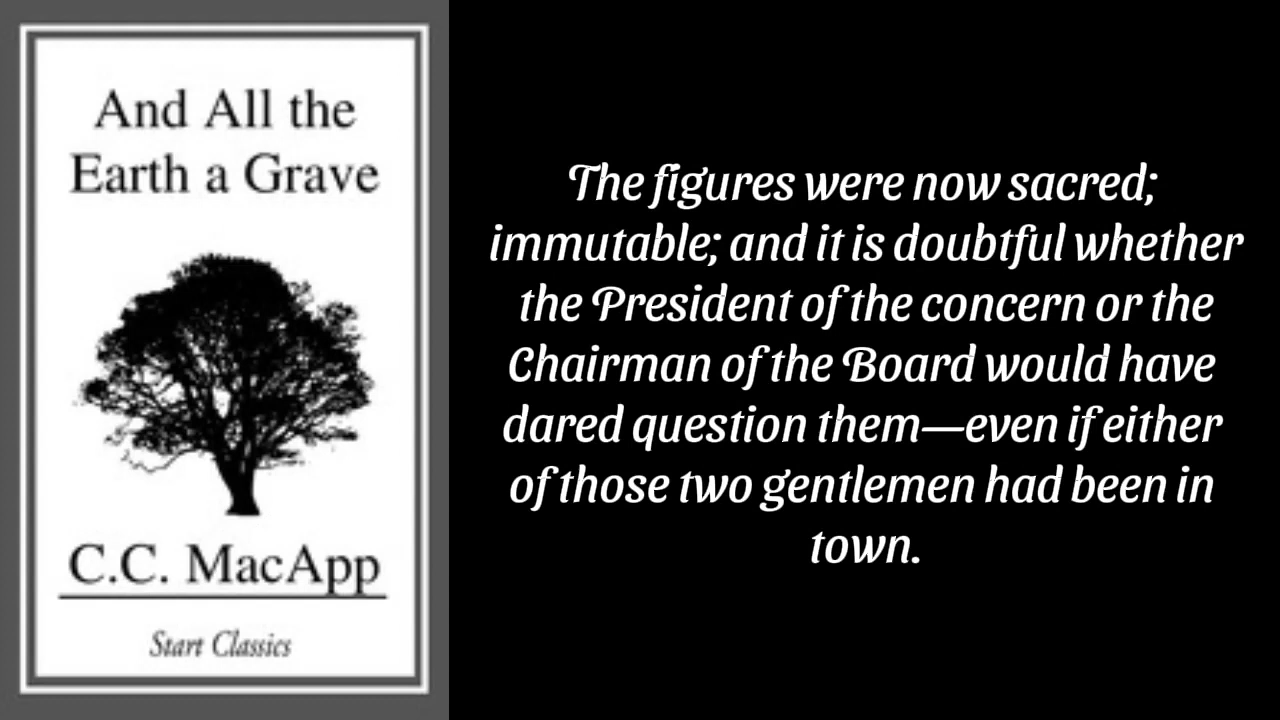 And All the
Earth a Grave
C.C. MacApp
Start Classics
The figures were now sacred;
immutable; and it is doubtful whether
the President of the concern or the
Chairman of the Board would have
dared question them—even if either
of those two gentlemen had been in
town.